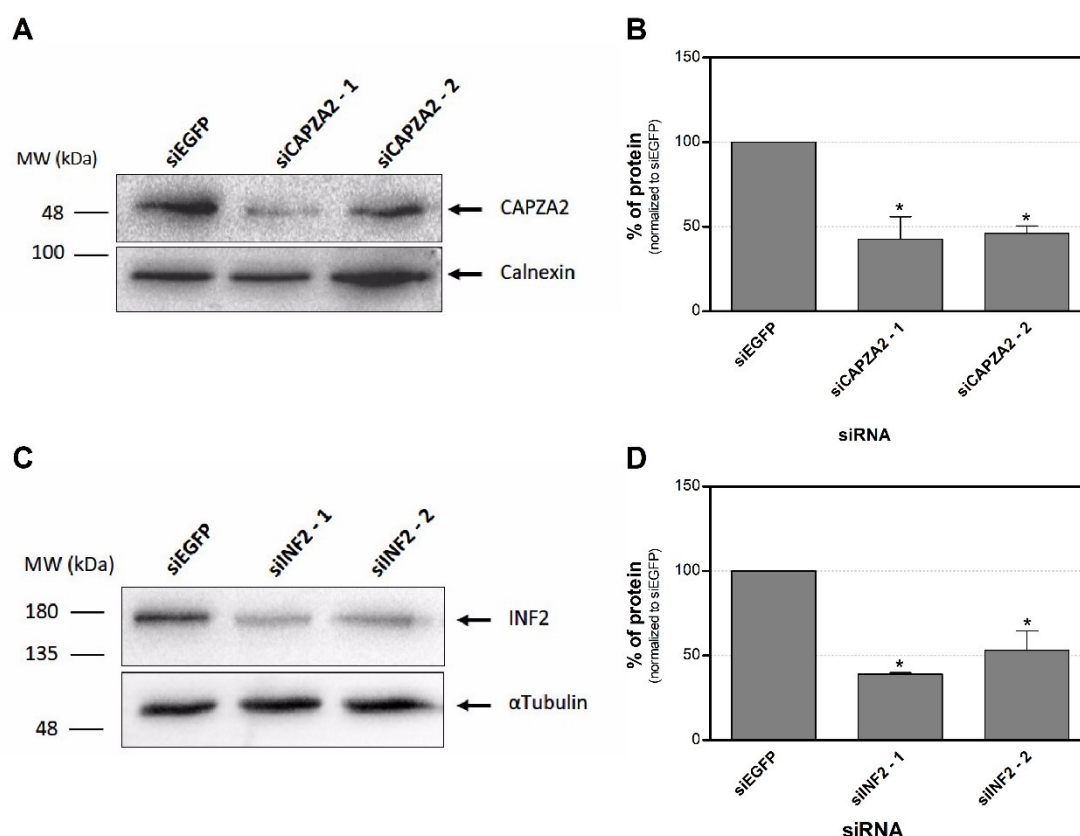 A
MW (kDa)
siEGFP
siCAPZA2 - 1
siCAPZA2 - 2
48
CAPZA2
100
Calnexin
B
% of protein
(normalized to siEGFP)
150
100
50
0
*
*
siEGFP
siCAPZA2 - 1
siCAPZA2 - 2
siRNA
C
MW (kDa)
siEGFP
siINF2 - 1
siINF2 - 2
180
INF2
135
αTubulin
48
D
% of protein
(normalized to siEGFP)
150
100
50
0
*
*
siEGFP
siINF2 - 1
siINF2 - 2
siRNA